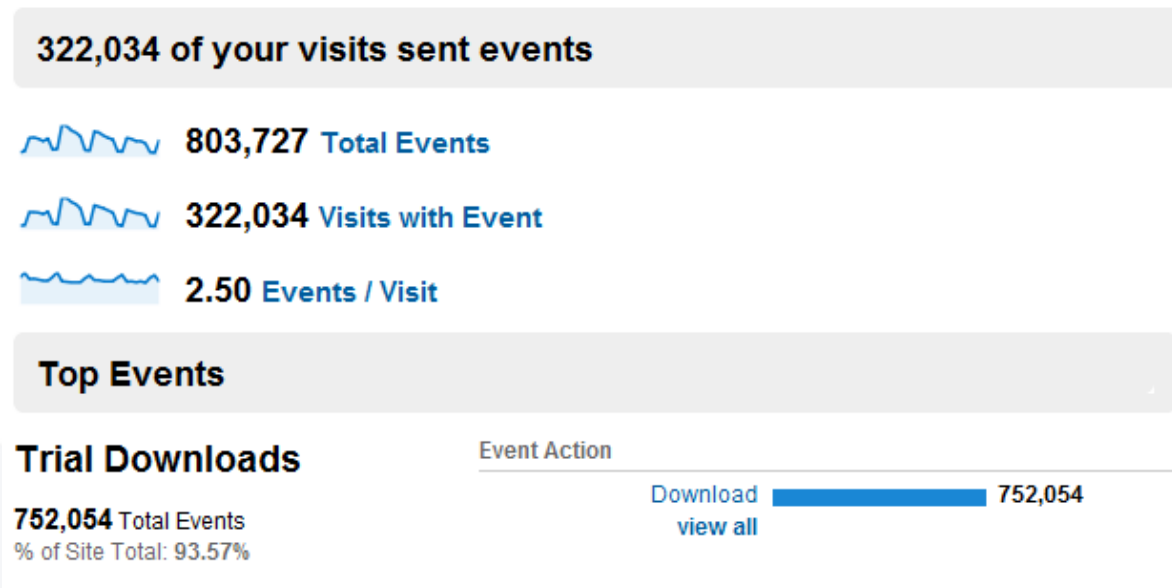 322,034 of your visits sent events
803,727 Total Events
322,034 Visits with Event
2.50 Events / Visit
Top Events
Trial Downloads
752,054 Total Events
% of Site Total: 93.57%
Event Action
Download 752,054
view all